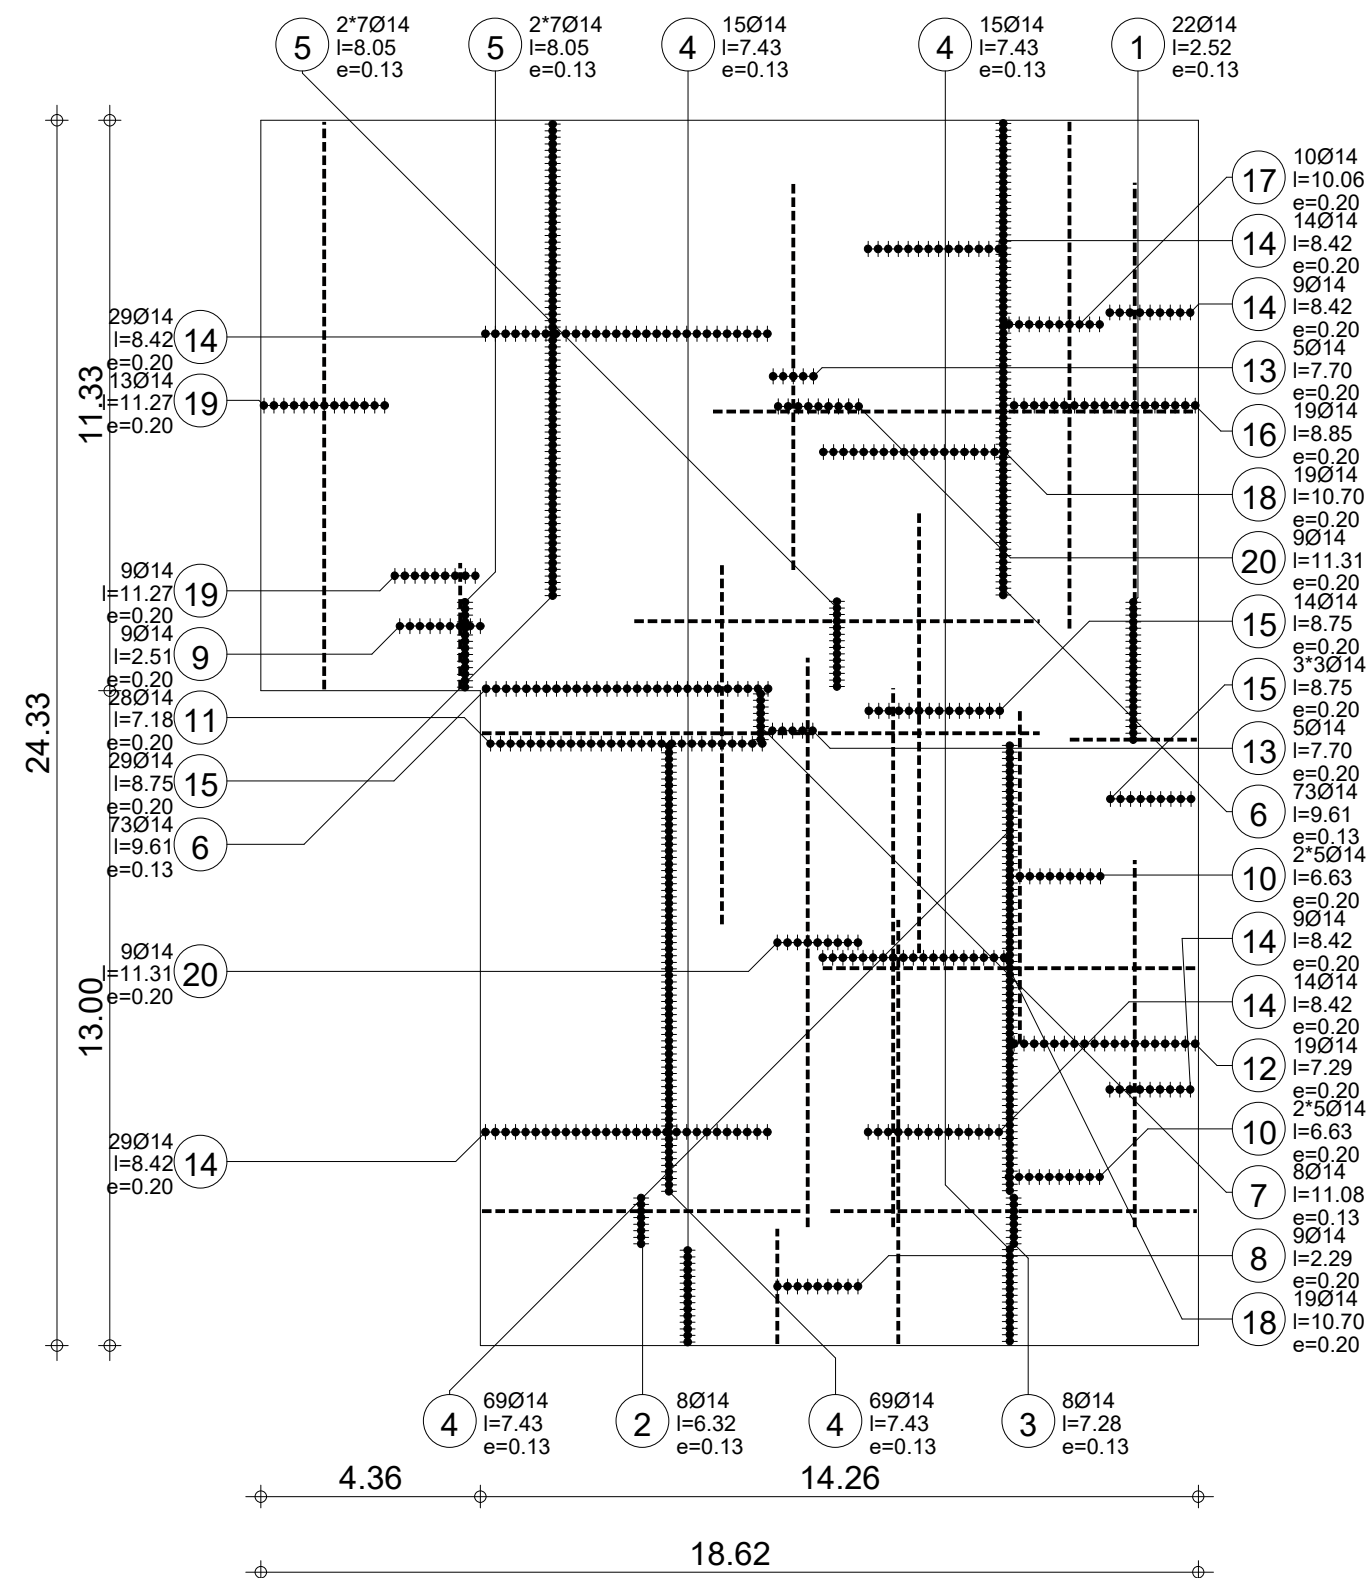 5
2*7Ø14
l=8.05
e=0.13
5
2*7Ø14
l=8.05
e=0.13
4
15Ø14
l=7.43
e=0.13
4
15Ø14
l=7.43
e=0.13
1
22Ø14
l=2.52
e=0.13
17
10Ø14
l=10.06
e=0.20
14
14Ø14
l=8.42
e=0.20
14
9Ø14
l=8.42
e=0.20
13
5Ø14
l=7.70
e=0.20
16
19Ø14
l=8.85
e=0.20
18
19Ø14
l=10.70
e=0.20
20
9Ø14
l=11.31
e=0.20
15
14Ø14
l=8.75
e=0.20
15
3*3Ø14
l=8.75
e=0.20
13
5Ø14
l=7.70
e=0.20
6
73Ø14
l=9.61
e=0.13
10
2*5Ø14
l=6.63
e=0.20
14
9Ø14
l=8.42
e=0.20
14
14Ø14
l=8.42
e=0.20
12
19Ø14
l=7.29
e=0.20
10
2*5Ø14
l=6.63
e=0.20
7
8Ø14
l=11.08
e=0.13
8
9Ø14
l=2.29
e=0.20
18
19Ø14
l=10.70
e=0.20
29Ø14
l=8.42
e=0.20
14
13Ø14
l=11.27
e=0.20
19
9Ø14
l=11.27
e=0.20
19
9Ø14
l=2.51
e=0.20
9
28Ø14
l=7.18
e=0.20
11
29Ø14
l=8.75
e=0.20
15
73Ø14
l=9.61
e=0.13
6
9Ø14
l=11.31
e=0.20
20
29Ø14
l=8.42
e=0.20
14
24.33
11.33
13.00
4
69Ø14
l=7.43
e=0.13
2
8Ø14
l=6.32
e=0.13
4
69Ø14
l=7.43
e=0.13
3
8Ø14
l=7.28
e=0.13
4.36
14.26
18.62